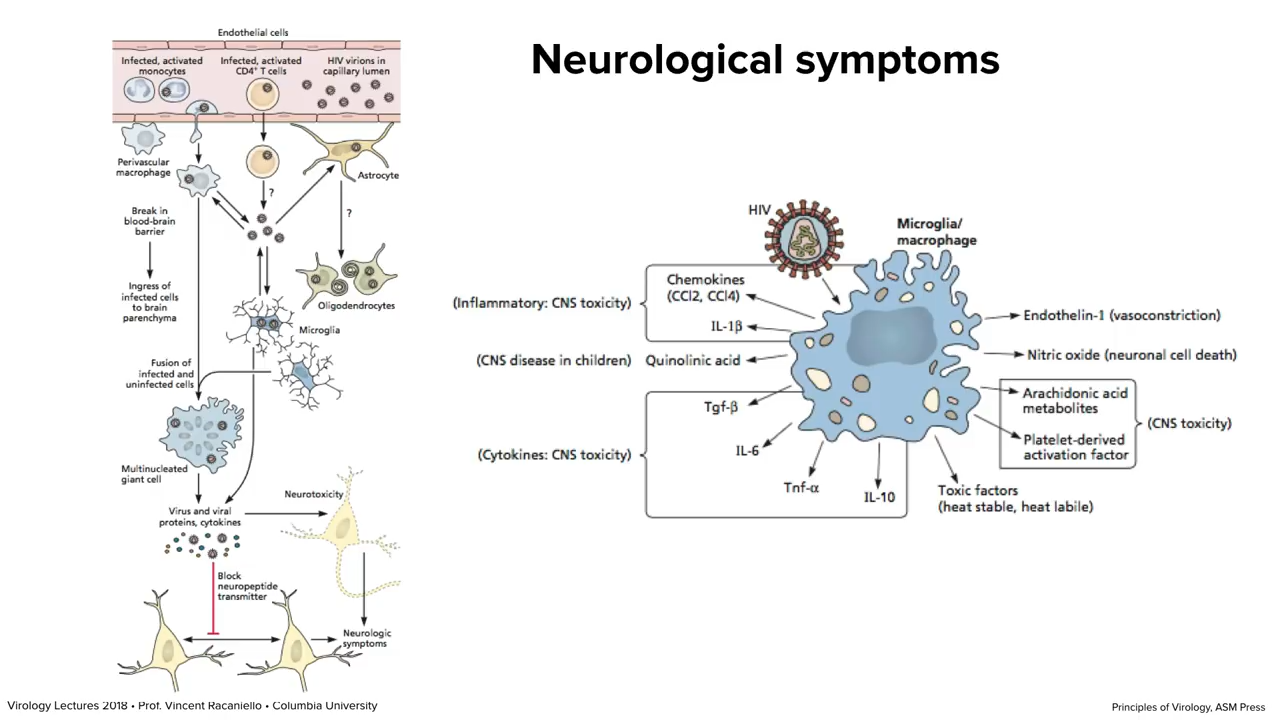 Neurological symptoms
Endothelial cells
Infected, activated
monocytes
Infected, activated
CD4⁺ T cells
HIV virions in
capillary lumen
Perivascular
macrophage
Astrocyte
?
?
Break in
blood-brain
barrier
Ingress of
infected cells
to brain
parenchyma
Oligodendrocytes
Microglia
Fusion of
infected and
uninfected cells
Multinucleated
giant cell
Virus and viral
proteins, cytokines
Neurotoxicity
Block
neuropeptide
transmitter
Neurologic
symptoms
HIV
Microglia/
macrophage
(Inflammatory: CNS toxicity)
Chemokines
(CCl2, CCl4)
IL-1β
(CNS disease in children)
Quinolinic acid
(Cytokines: CNS toxicity)
Tgf-β
IL-6
Tnf-α
IL-10
Toxic factors
(heat stable, heat labile)
Endothelin-1 (vasoconstriction)
Nitric oxide (neuronal cell death)
Arachidonic acid
metabolites
Platelet-derived
activation factor
(CNS toxicity)
Virology Lectures 2018 • Prof. Vincent Racaniello • Columbia University
Principles of Virology, ASM Press